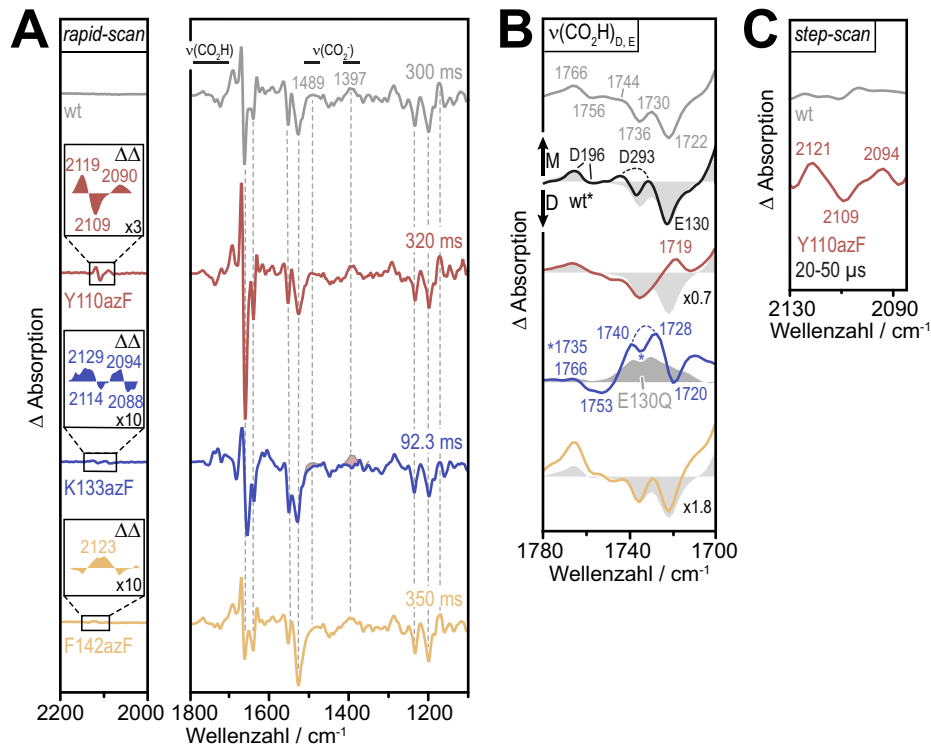 A
rapid-scan
ν(CO₂H)
ν(CO₂⁻)
1489
1397
300 ms
wt
ΔΔ
2119
2090
2109
x3
320 ms
Y110azF
ΔΔ
2129
2094
2114
2088
x10
92.3 ms
K133azF
ΔΔ
2123
x10
350 ms
F142azF
Δ Absorption
2200
2000
1800
1600
1400
1200
Wellenzahl / cm⁻¹
B
ν(CO₂H)D, E
1766
1744
1756
1730
1736
1722
M
D196
D293
D
wt*
E130
1719
x0.7
1740
1728
*1735
1766
*
1753
E130Q
1720
x1.8
Δ Absorption
1780
1740
1700
Wellenzahl / cm⁻¹
C
step-scan
wt
2121
2094
2109
Y110azF
20-50 µs
Δ Absorption
2130
2090
Wellenzahl / cm⁻¹